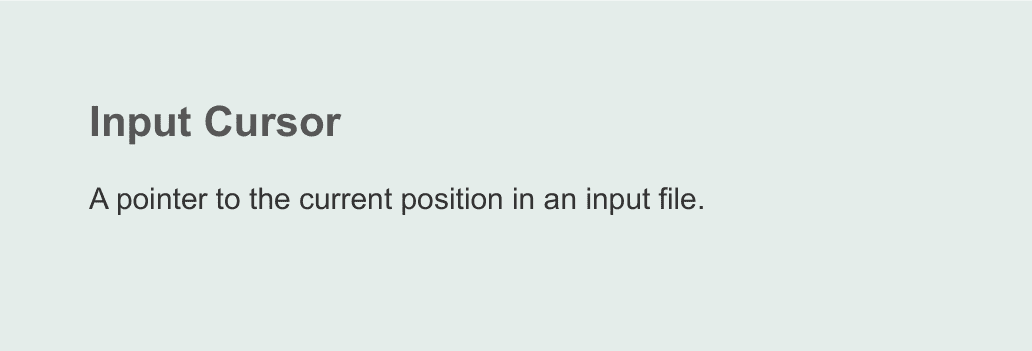 Input Cursor
A pointer to the current position in an input file.